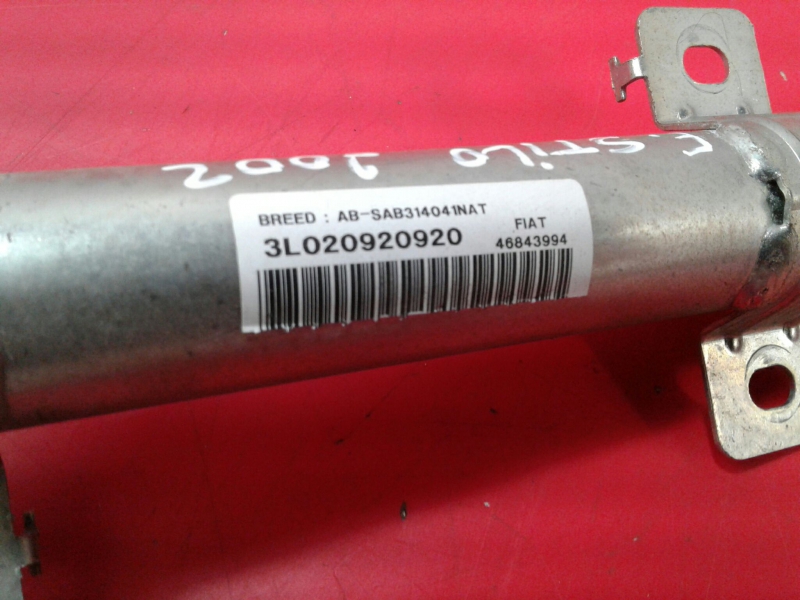 F. STILO 2002
BREED : AB-SAB314041NAT
3L020920920
FIAT
46843994